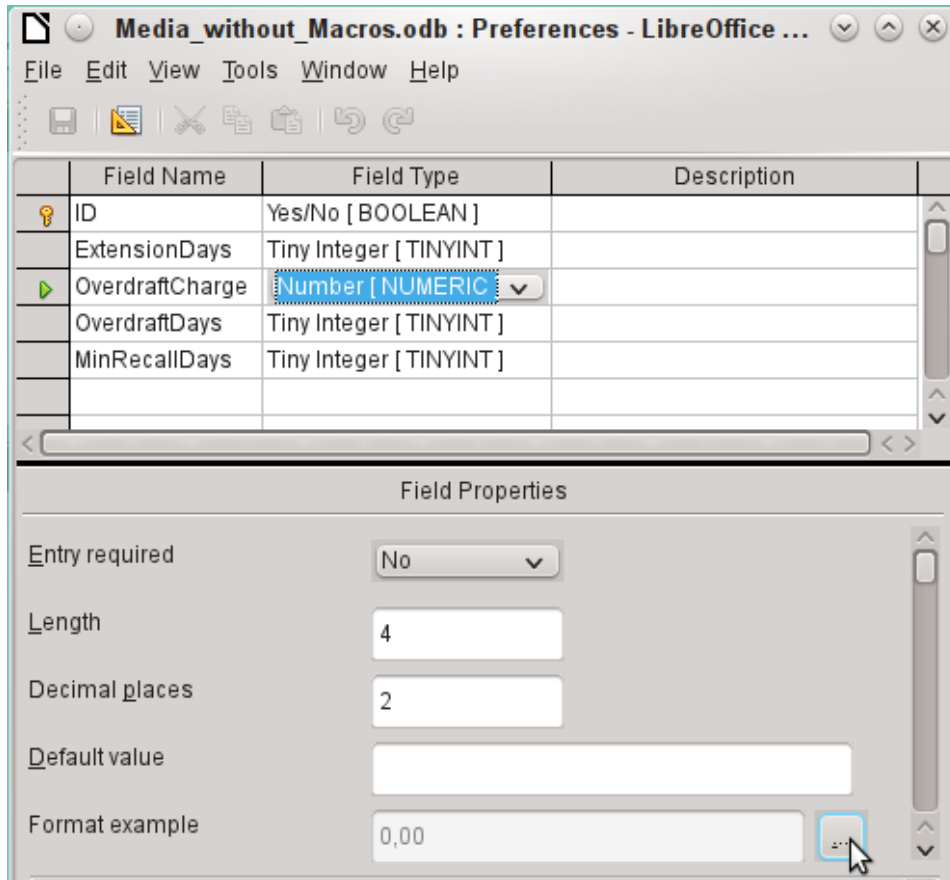 Media_without_Macros.odb : Preferences - LibreOffice ...
File Edit View Tools Window Help
Field Name Field Type Description
ID Yes/No [ BOOLEAN ]
ExtensionDays Tiny Integer [ TINYINT ]
OverdraftCharge Number [ NUMERIC
OverdraftDays Tiny Integer [ TINYINT ]
MinRecallDays Tiny Integer [ TINYINT ]
Field Properties
Entry required No
Length 4
Decimal places 2
Default value
Format example 0,00 ...